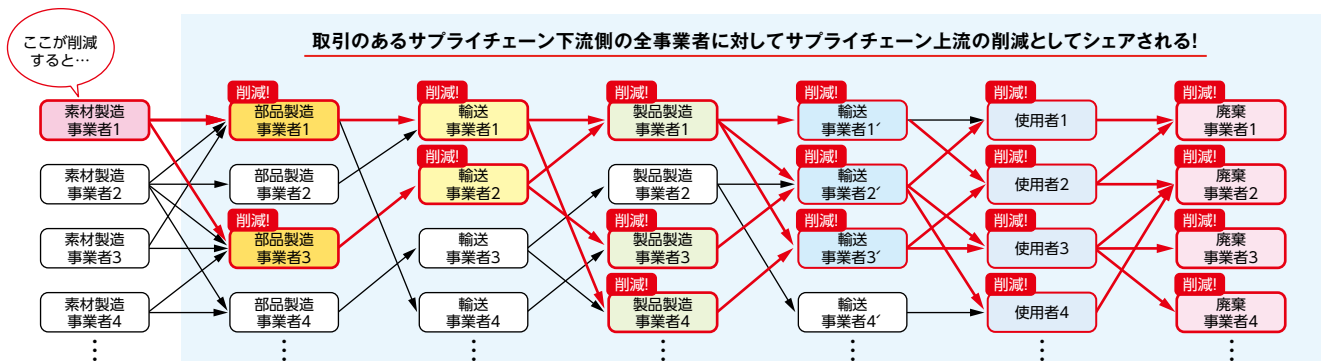 ここが削減
すると…
取引のあるサプライチェーン下流側の全事業者に対してサプライチェーン上流の削減としてシェアされる!
素材製造
事業者1
削減!
部品製造
事業者1
削減!
輸送
事業者1
削減!
製品製造
事業者1
削減!
輸送
事業者1′
削減!
使用者1
削減!
廃棄
事業者1
素材製造
事業者2
部品製造
事業者2
削減!
輸送
事業者2
製品製造
事業者2
削減!
輸送
事業者2′
削減!
使用者2
削減!
廃棄
事業者2
素材製造
事業者3
削減!
部品製造
事業者3
輸送
事業者3
削減!
製品製造
事業者3
削減!
輸送
事業者3′
削減!
使用者3
削減!
廃棄
事業者3
素材製造
事業者4
部品製造
事業者4
輸送
事業者4
削減!
製品製造
事業者4
輸送
事業者4′
削減!
使用者4
削減!
廃棄
事業者4